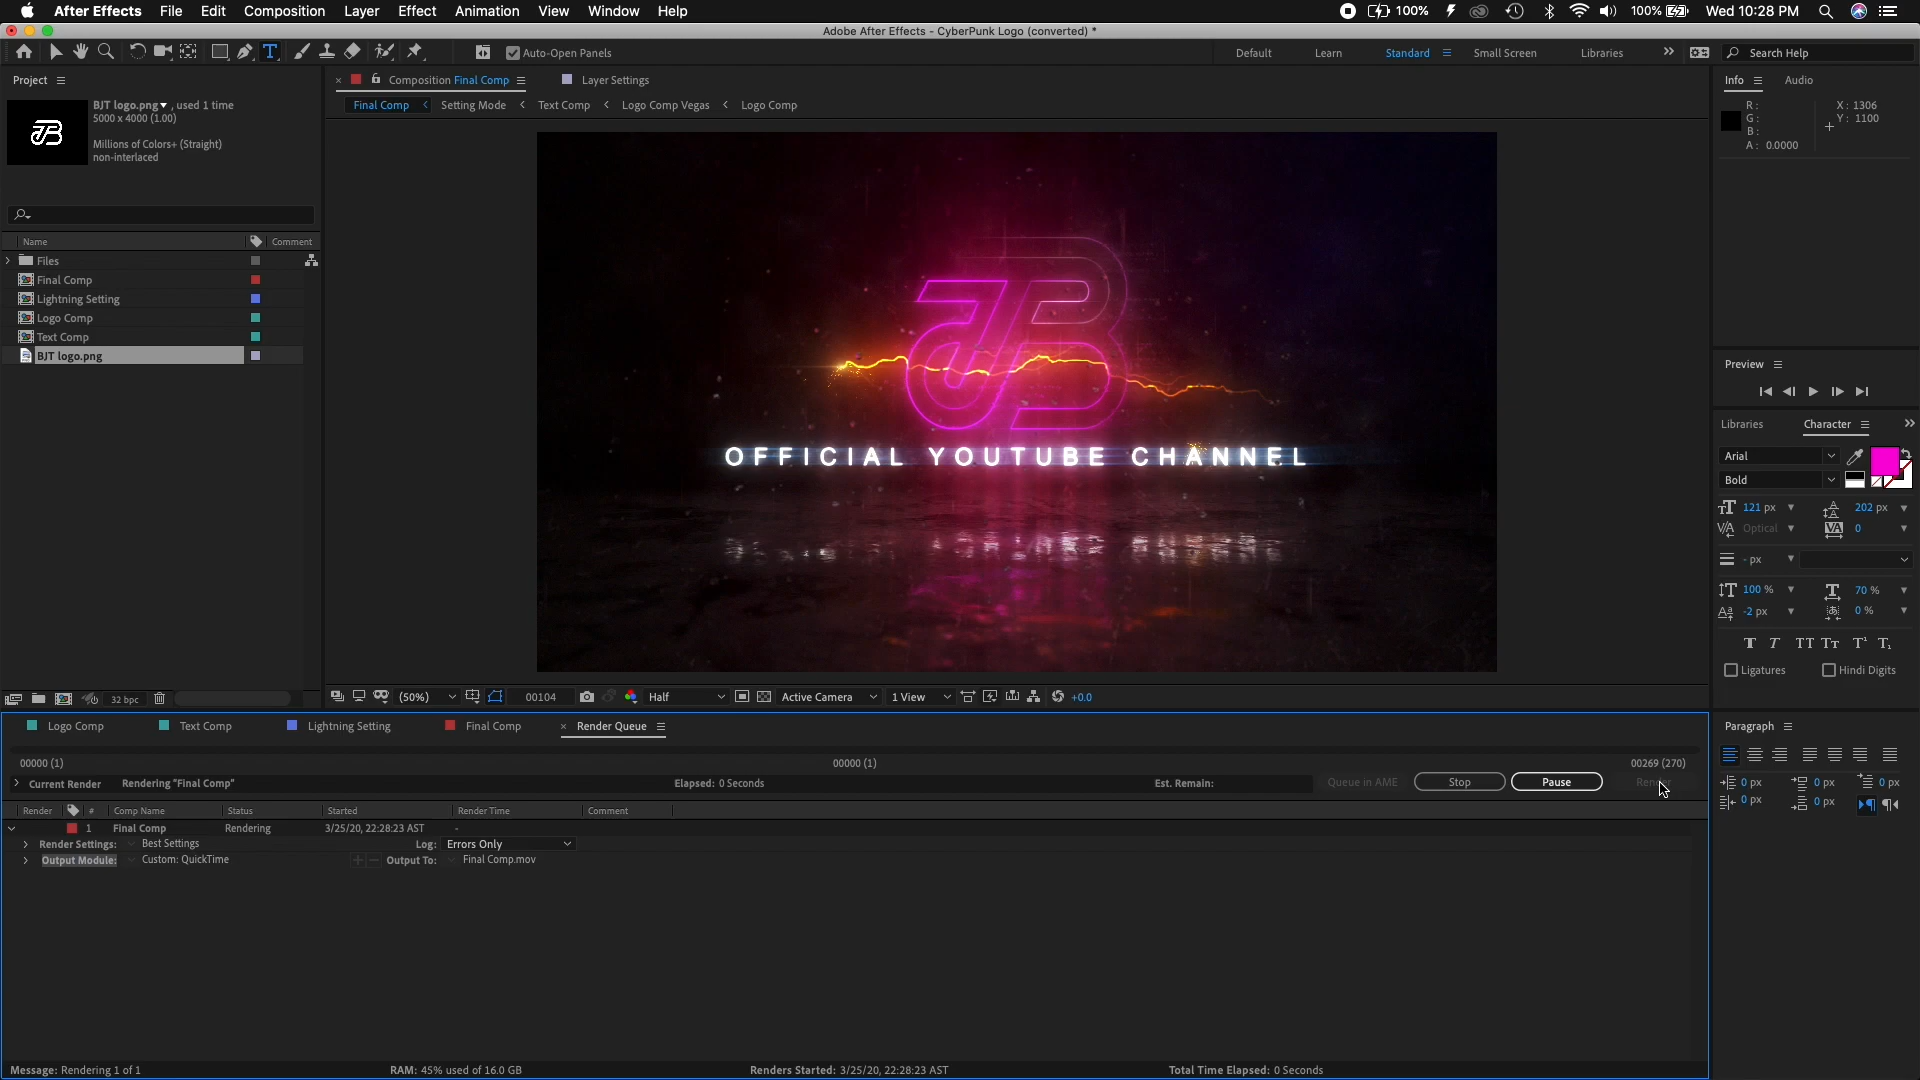 After Effects File Edit Composition Layer Effect Animation View Window Help
100% 100% Wed 10:28 PM
Adobe After Effects - CyberPunk Logo (converted) *
Auto-Open Panels
Default Learn Standard Small Screen Libraries Search Help
Project
BJT logo.png , used 1 time
5000 x 4000 (1.00)
Millions of Colors+ (Straight)
non-interlaced
Name Comment
Files
Final Comp
Lightning Setting
Logo Comp
Text Comp
BJT logo.png
32 bpc
Composition Final Comp
Layer Settings
Final Comp Setting Mode Text Comp Logo Comp Vegas Logo Comp
OFFICIAL YOUTUBE CHANNEL
(50%) 00104 Half Active Camera 1 View +0.0
Info Audio
R: X: 1306
G: Y: 1100
B:
A: 0.0000
Preview
Libraries Character
Arial
Bold
121 px 202 px
Optical 0
- px
100 % 70 %
-2 px 0 %
Ligatures Hindi Digits
Logo Comp Text Comp Lightning Setting Final Comp Render Queue
00000 (1) 00000 (1) 00269 (270)
Current Render Rendering "Final Comp" Elapsed: 0 Seconds Est. Remain: Queue in AME Stop Pause Render
Render # Comp Name Status Started Render Time Comment
1 Final Comp Rendering 3/25/20, 22:28:23 AST -
Render Settings: Best Settings Log: Errors Only
Output Module: Custom: QuickTime Output To: Final Comp.mov
Message: Rendering 1 of 1 RAM: 45% used of 16.0 GB Renders Started: 3/25/20, 22:28:23 AST Total Time Elapsed: 0 Seconds
Paragraph
0 px 0 px 0 px
0 px 0 px